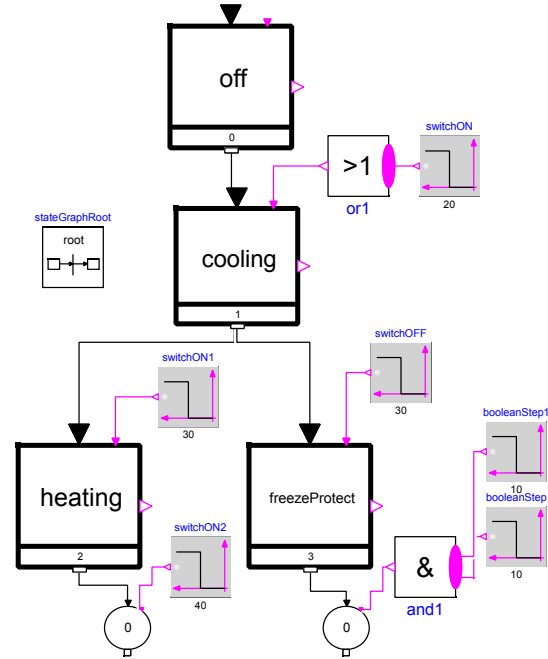 off
0
switchON
>1
20
or1
stateGraphRoot
root
cooling
1
switchON1
switchOFF
30
30
booleanStep1
heating
freezeProtect
10
booleanStep
switchON2
2
3
&
10
40
and1
0
0